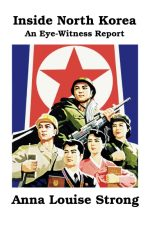 Inside North Korea
An Eye-Witness Report
Anna Louise Strong